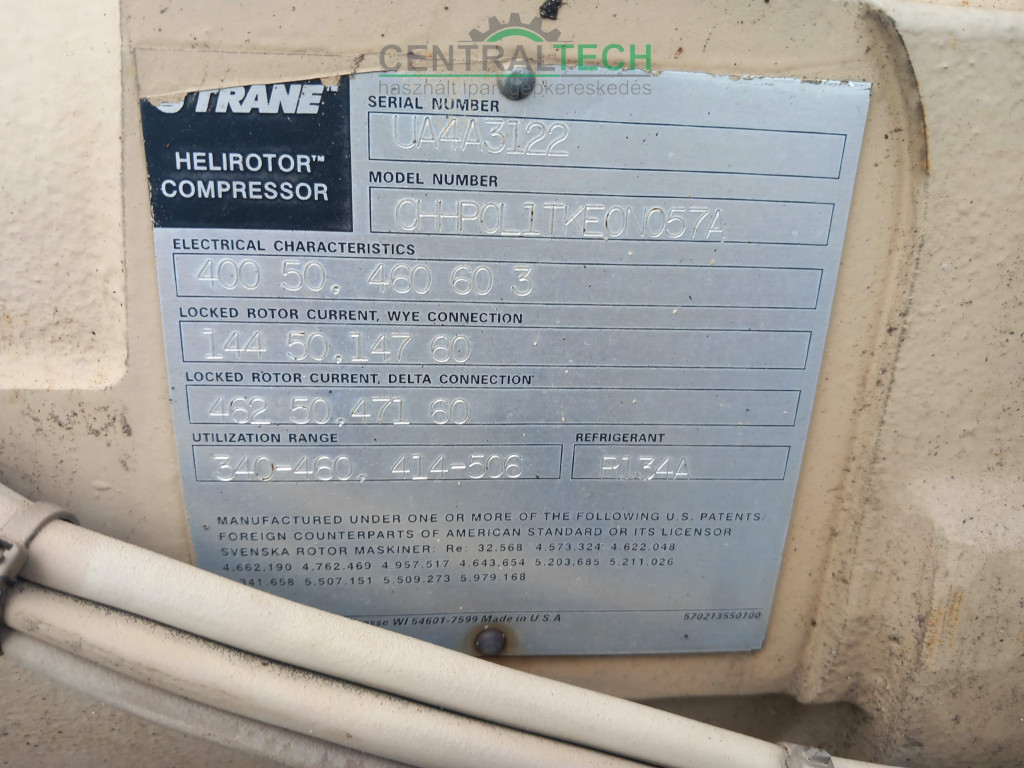 CENTRALTECH
használt ipari gépkereskedés
TRANE™
HELIROTOR™
COMPRESSOR
SERIAL NUMBER
UA4A3122
MODEL NUMBER
ELECTRICAL CHARACTERISTICS
400 50, 460 60 3
LOCKED ROTOR CURRENT, WYE CONNECTION
144 50,147 60
LOCKED ROTOR CURRENT, DELTA CONNECTION
462 50,471 60
UTILIZATION RANGE
340-460, 414-506
REFRIGERANT
R134A
MANUFACTURED UNDER ONE OR MORE OF THE FOLLOWING U.S. PATENTS/
FOREIGN COUNTERPARTS OF AMERICAN STANDARD OR ITS LICENSOR
SVENSKA ROTOR MASKINER: Re: 32.568 4.573.324 4.622.048
4.662.190 4.762.469 4.957.517 4.643.654 5.203.685 5.211.026
341.658 5.507.151 5.509.273 5.979.168
WI 54601-7599 Made in U.S.A
570213550100